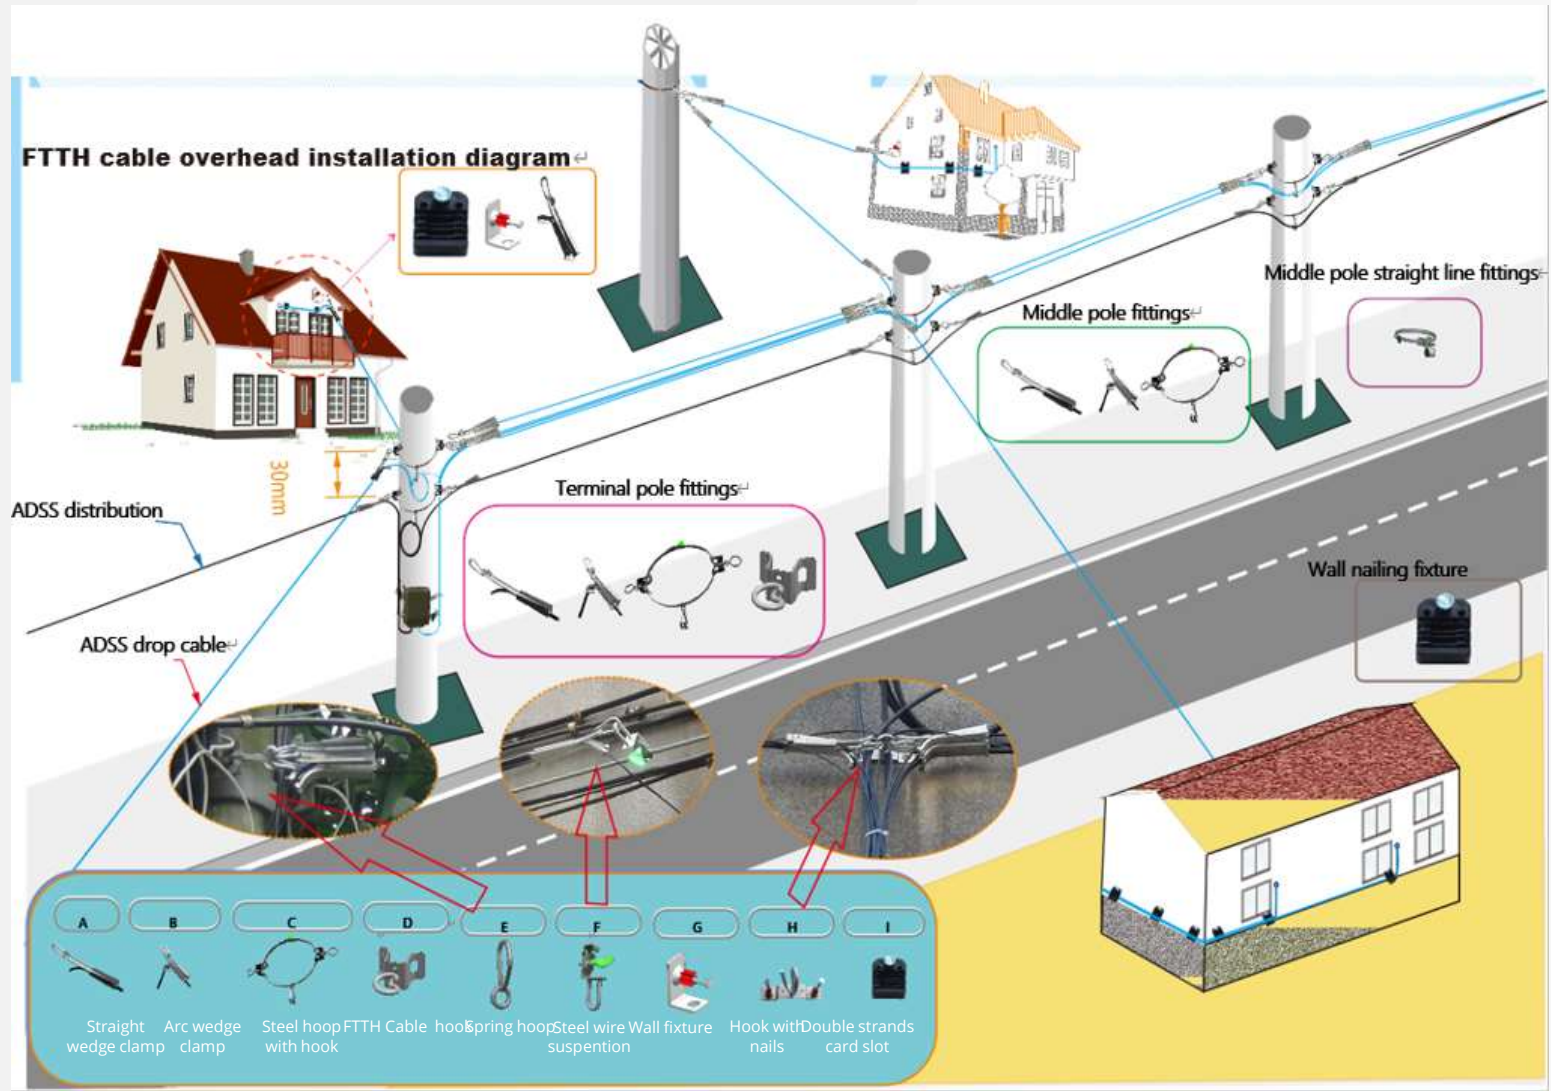 FTTH cable overhead installation diagram
Middle pole straight line fittings
Middle pole fittings
30mm
Terminal pole fittings
ADSS distribution
Wall nailing fixture
ADSS drop cable
A B C D E F G H I
Straight wedge clamp
Arc wedge clamp
Steel hoop with hook
FTTH Cable hook
Spring hoop
Steel wire suspention
Wall fixture
Hook with nails
Double strands card slot